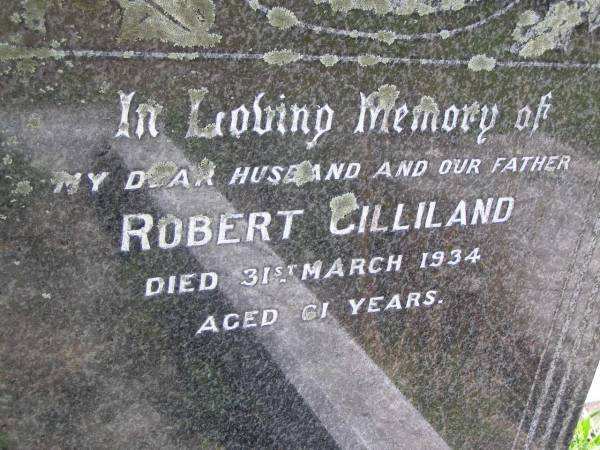 In Loving Memory of
MY DEAR HUSBAND AND OUR FATHER
ROBERT GILLILAND
DIED 31ST MARCH 1934
AGED 61 YEARS.